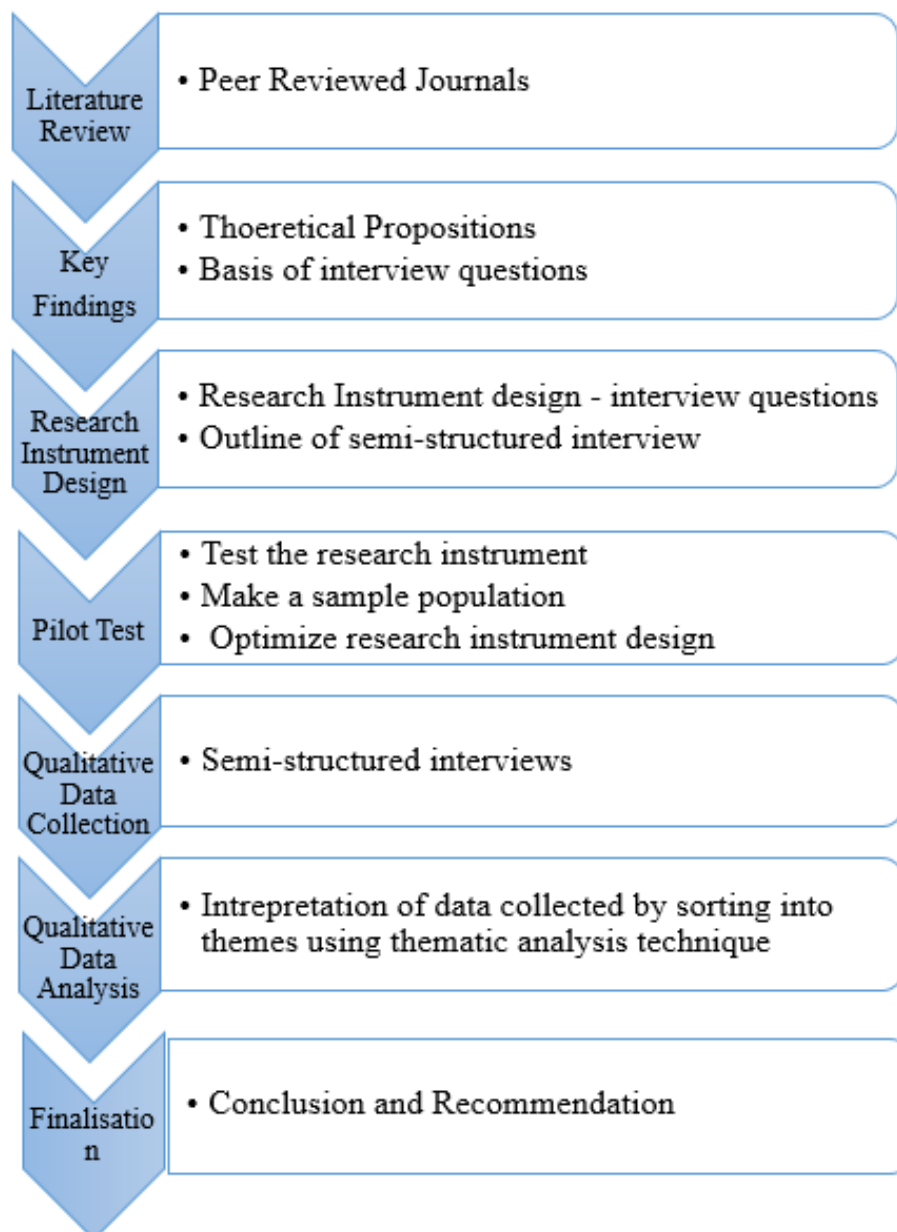 Literature
Review
• Peer Reviewed Journals
Key
Findings
• Thoeretical Propositions
• Basis of interview questions
Research
Instrument
Design
• Research Instrument design - interview questions
• Outline of semi-structured interview
Pilot Test
• Test the research instrument
• Make a sample population
• Optimize research instrument design
Qualitative
Data
Collection
• Semi-structured interviews
Qualitative
Data
Analysis
• Intrepretation of data collected by sorting into
themes using thematic analysis technique
Finalisatio
n
• Conclusion and Recommendation